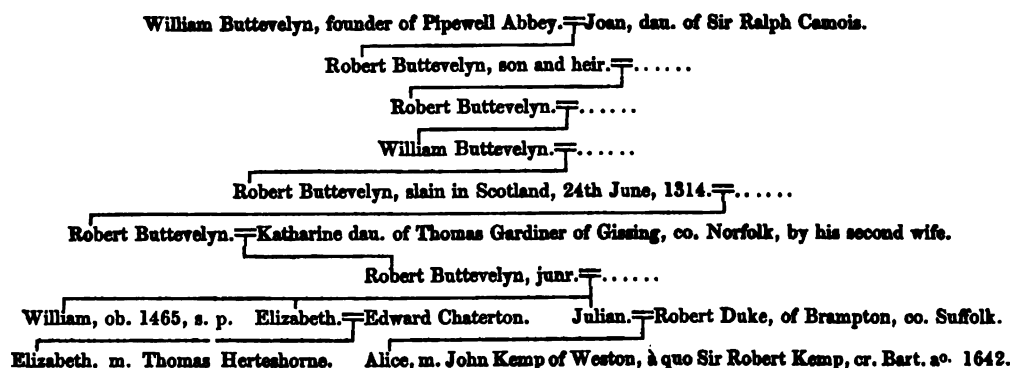 William Buttevelyn, founder of Pipewell Abbey.=Joan, dau. of Sir Ralph Camois.
Robert Buttevelyn, son and heir.=......
Robert Buttevelyn.=......
William Buttevelyn.=......
Robert Buttevelyn, slain in Scotland, 24th June, 1314.=......
Robert Buttevelyn.=Katharine dau. of Thomas Gardiner of Gissing, co. Norfolk, by his second wife.
Robert Buttevelyn, junr.=......
William, ob. 1465, s. p. Elizabeth.=Edward Chaterton. Julian.=Robert Duke, of Brampton, co. Suffolk.
Elizabeth, m. Thomas Herteshorne. Alice, m. John Kemp of Weston, à quo Sir Robert Kemp, cr. Bart. ao. 1642.